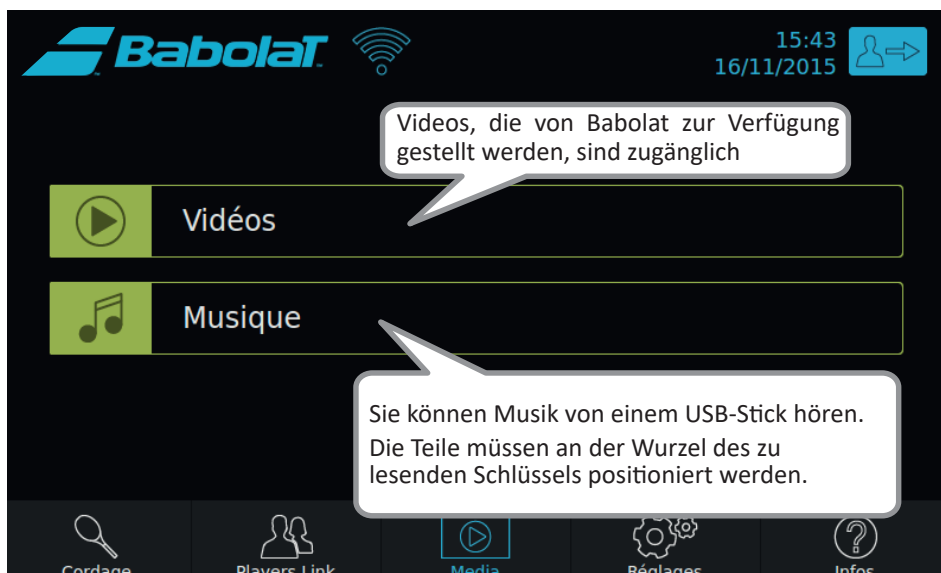 Babolat
15:43
16/11/2015
Videos, die von Babolat zur Verfügung
gestellt werden, sind zugänglich
Vidéos
Musique
Sie können Musik von einem USB-Stick hören.
Die Teile müssen an der Wurzel des zu
lesenden Schlüssels positioniert werden.
Cordage
Players Link
Media
Réglages
Infos